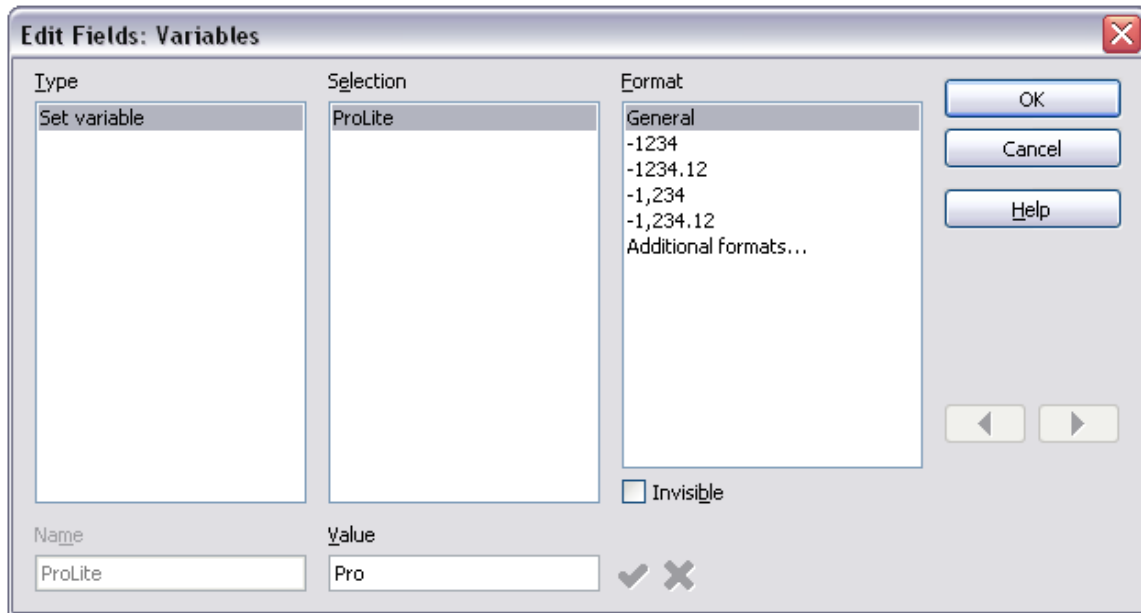 Edit Fields: Variables
Type
Set variable
Selection
ProLite
Format
General
-1234
-1234.12
-1,234
-1,234.12
Additional formats...
Invisible
OK
Cancel
Help
Name
ProLite
Value
Pro